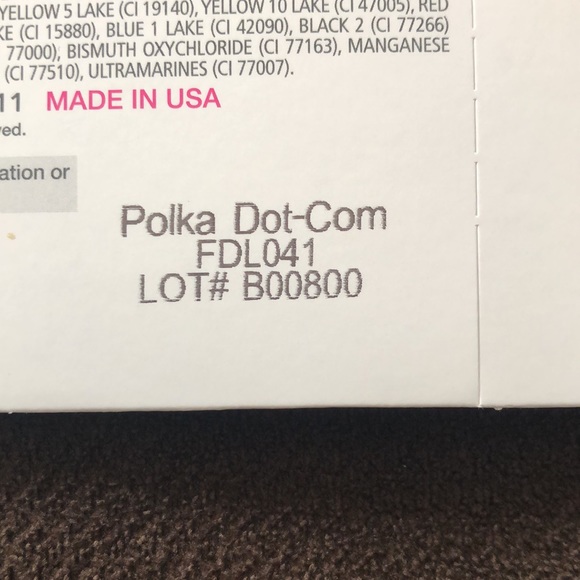 YELLOW 5 LAKE (CI 19140), YELLOW 10 LAKE (CI 47005), RED
KE (CI 15880), BLUE 1 LAKE (CI 42090), BLACK 2 (CI 77266)
77000), BISMUTH OXYCHLORIDE (CI 77163), MANGANESE
(CI 77510), ULTRAMARINES (CI 77007).
11 MADE IN USA
ved.
ation or
Polka Dot-Com
FDL041
LOT# B00800